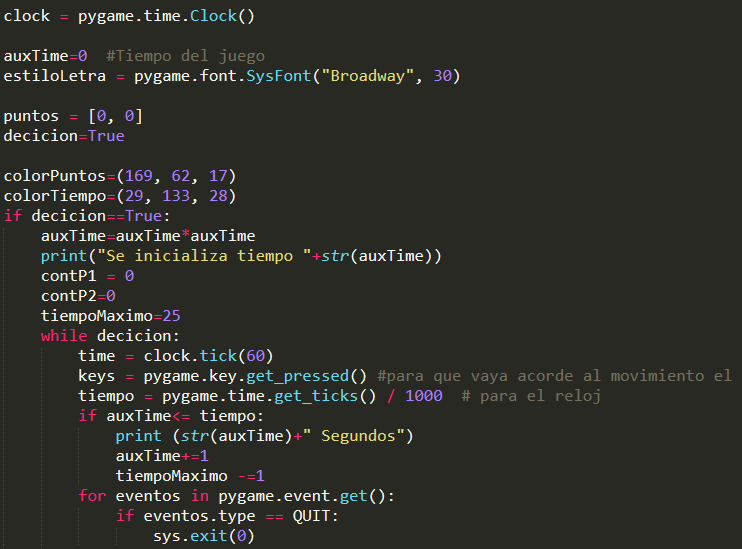 clock = pygame.time.Clock()
auxTime=0  #Tiempo del juego
estiloLetra = pygame.font.SysFont("Broadway", 30)
puntos = [0, 0]
decicion=True
colorPuntos=(169, 62, 17)
colorTiempo=(29, 133, 28)
if decicion==True:
    auxTime=auxTime*auxTime
    print("Se inicializa tiempo "+str(auxTime))
    contP1 = 0
    contP2=0
    tiempoMaximo=25
    while decicion:
        time = clock.tick(60)
        keys = pygame.key.get_pressed() #para que vaya acorde al movimiento el
        tiempo = pygame.time.get_ticks() / 1000  # para el reloj
        if auxTime<= tiempo:
            print (str(auxTime)+" Segundos")
            auxTime+=1
            tiempoMaximo -=1
        for eventos in pygame.event.get():
            if eventos.type == QUIT:
                sys.exit(0)